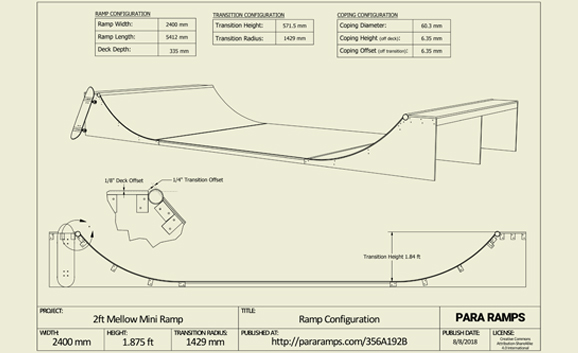 RAMP CONFIGURATION
Ramp Width: 2400 mm
Ramp Length: 5412 mm
Deck Depth: 335 mm
TRANSITION CONFIGURATION
Transition Height: 571.5 mm
Transition Radius: 1429 mm
COPING CONFIGURATION
Coping Diameter: 60.3 mm
Coping Height (off deck): 6.35 mm
Coping Offset (off transition): 6.35 mm
1/8" Deck Offset
1/4" Transition Offset
Transition Height 1.84 ft
PROJECT: TITLE:
2ft Mellow Mini Ramp Ramp Configuration PARA RAMPS
WIDTH: HEIGHT: TRANSITION RADIUS: PUBLISHED AT: PUBLISH DATE: LICENSE:
2400 mm 1.875 ft 1429 mm http://pararamps.com/356A192B 8/8/2018
Creative Commons
Attribution-ShareAlike
4.0 International